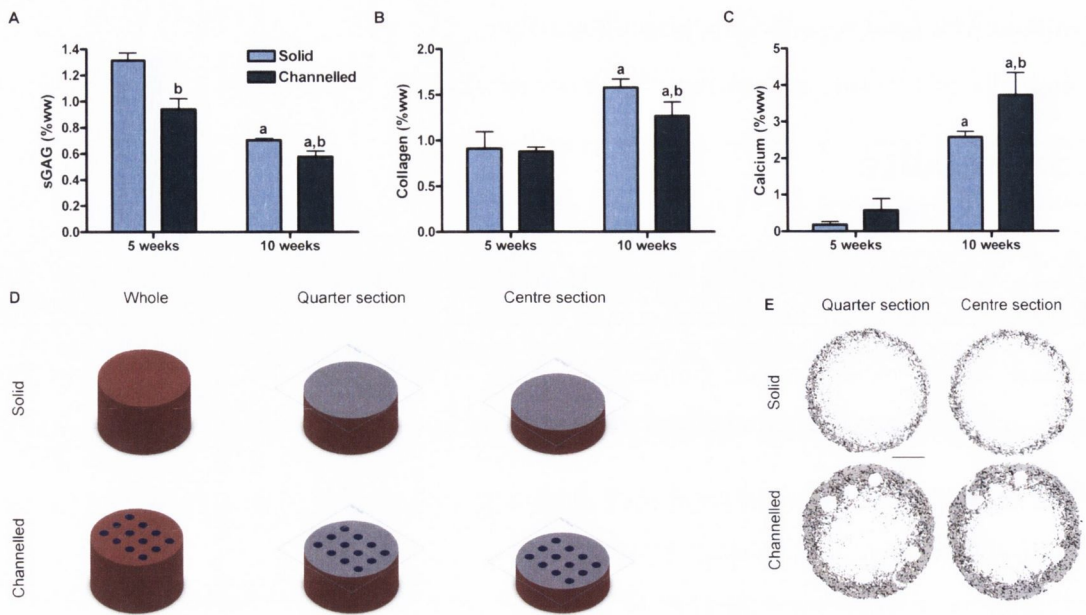 A
sGAG (%ww)
1.4
1.2
1.0
0.8
0.6
0.4
0.2
0.0
Solid
Channelled
b
a
a,b
5 weeks
10 weeks
B
Collagen (%ww)
2.0
1.5
1.0
0.5
0.0
a
a,b
5 weeks
10 weeks
C
Calcium (%ww)
5
4
3
2
1
0
a
a,b
5 weeks
10 weeks
D
Whole
Quarter section
Centre section
Solid
Channelled
E
Quarter section
Centre section
Solid
Channelled